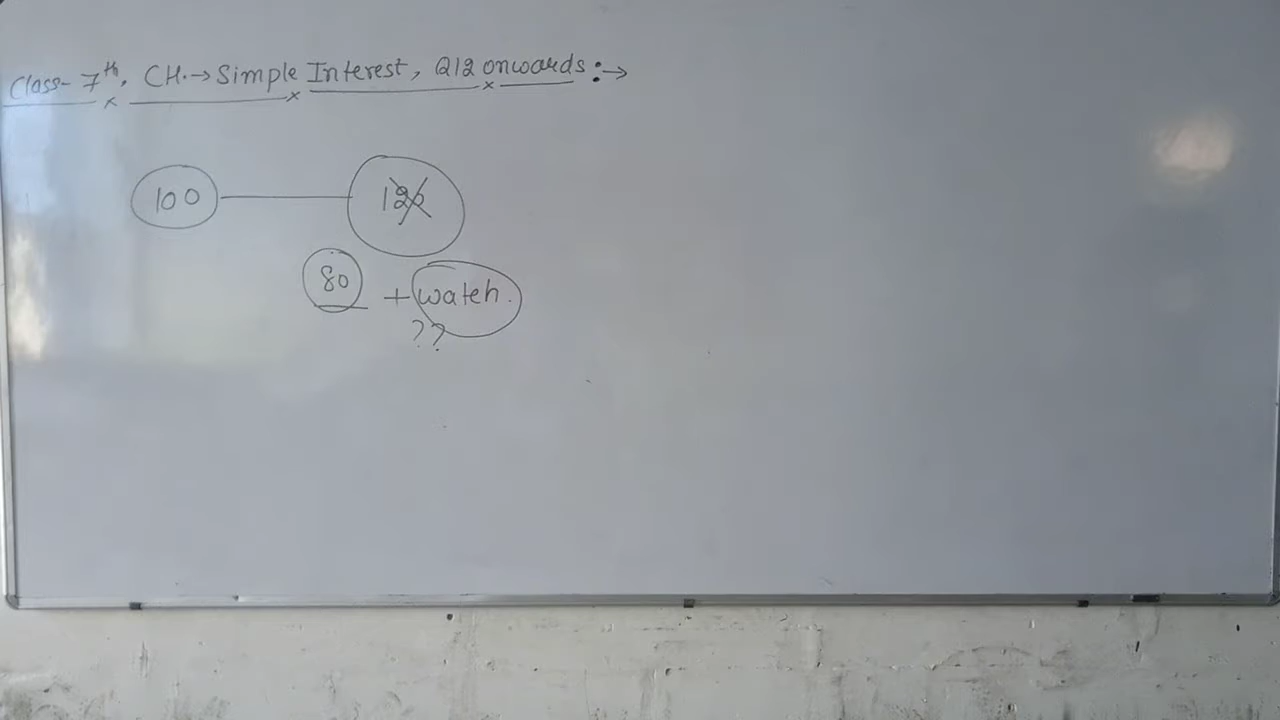 Class- 7th, CH.→ Simple Interest, Q12 onwards:→
100 120
80 + watch.
??